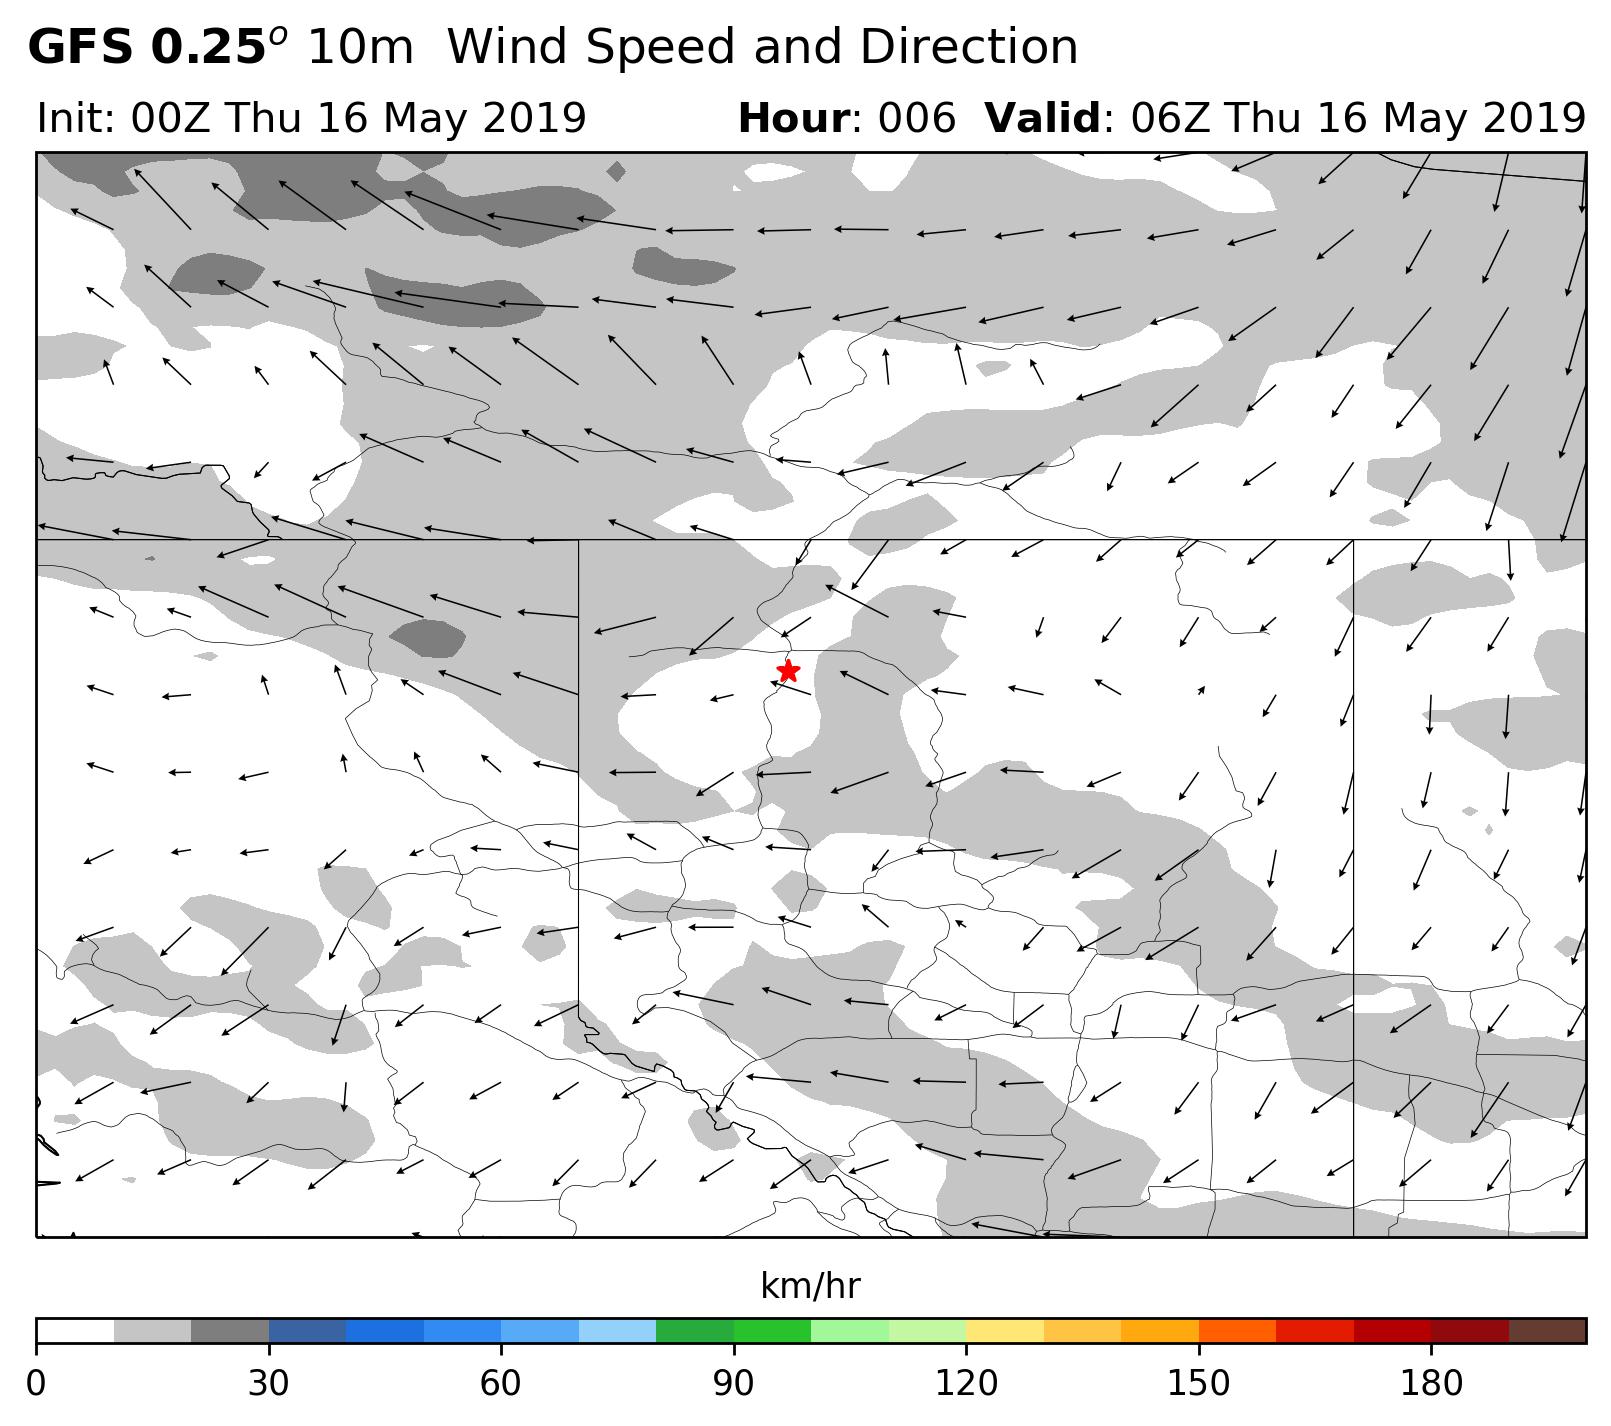 GFS 0.25o 10m Wind Speed and Direction
Init: 00Z Thu 16 May 2019 Hour: 006 Valid: 06Z Thu 16 May 2019
km/hr
0 30 60 90 120 150 180